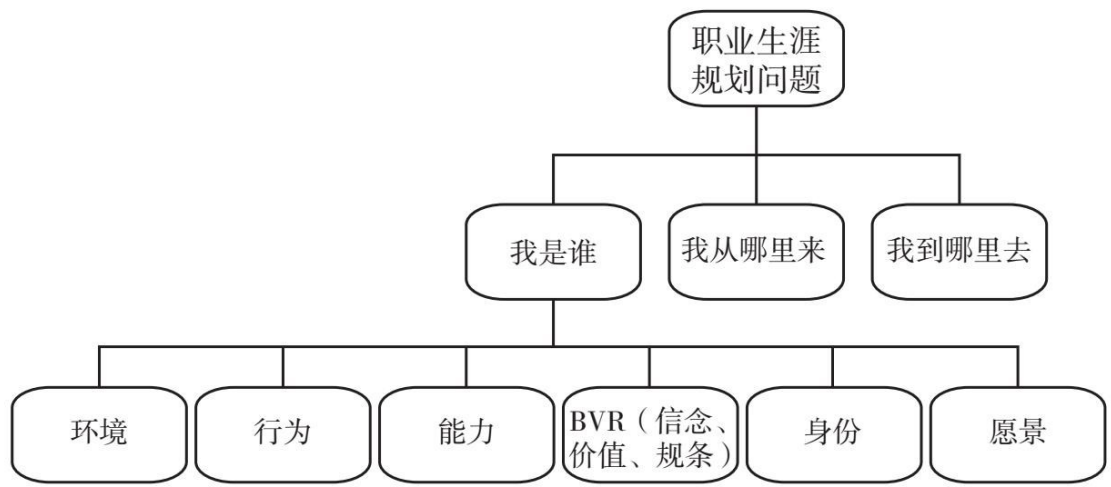 职业生涯
规划问题
我是谁
我从哪里来
我到哪里去
环境
行为
能力
BVR（信念、
价值、规条）
身份
愿景